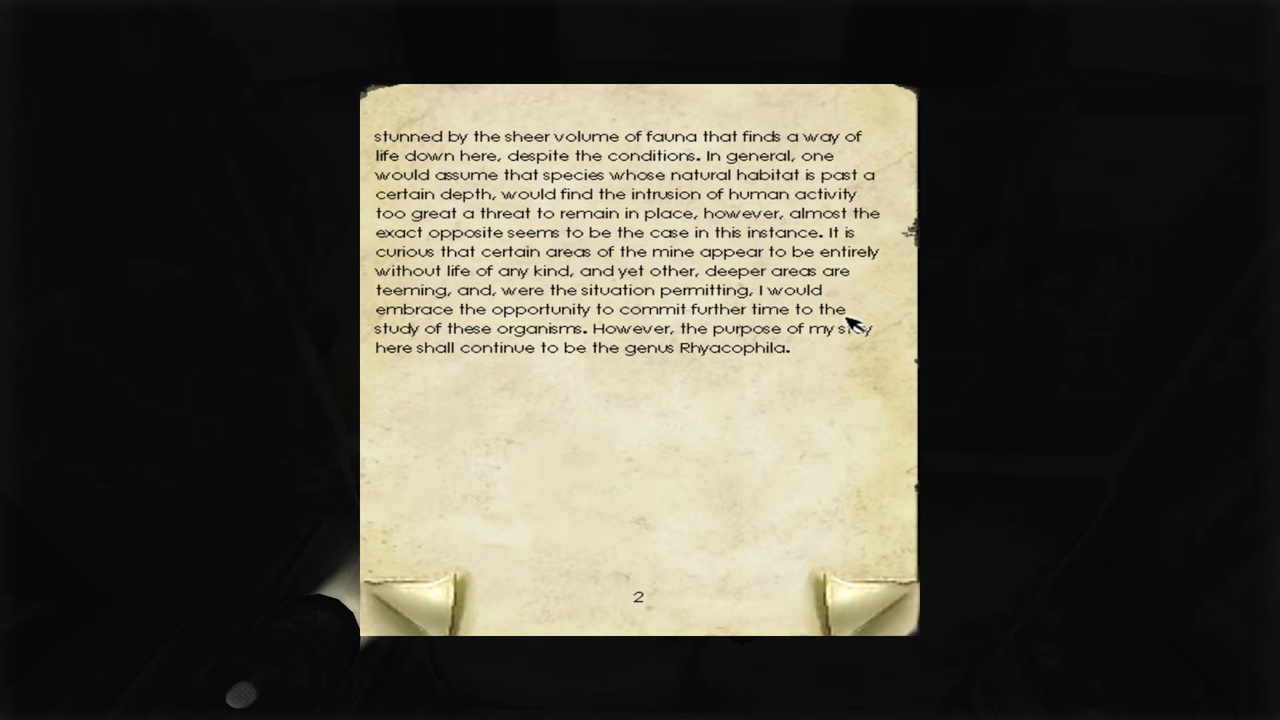 stunned by the sheer volume of fauna that finds a way of
life down here, despite the conditions. In general, one
would assume that species whose natural habitat is past a
certain depth, would find the intrusion of human activity
too great a threat to remain in place, however, almost the
exact opposite seems to be the case in this instance. It is
curious that certain areas of the mine appear to be entirely
without life of any kind, and yet other, deeper areas are
teeming, and, were the situation permitting, I would
embrace the opportunity to commit further time to the
study of these organisms. However, the purpose of my
here shall continue to be the genus Rhyacophila.
2